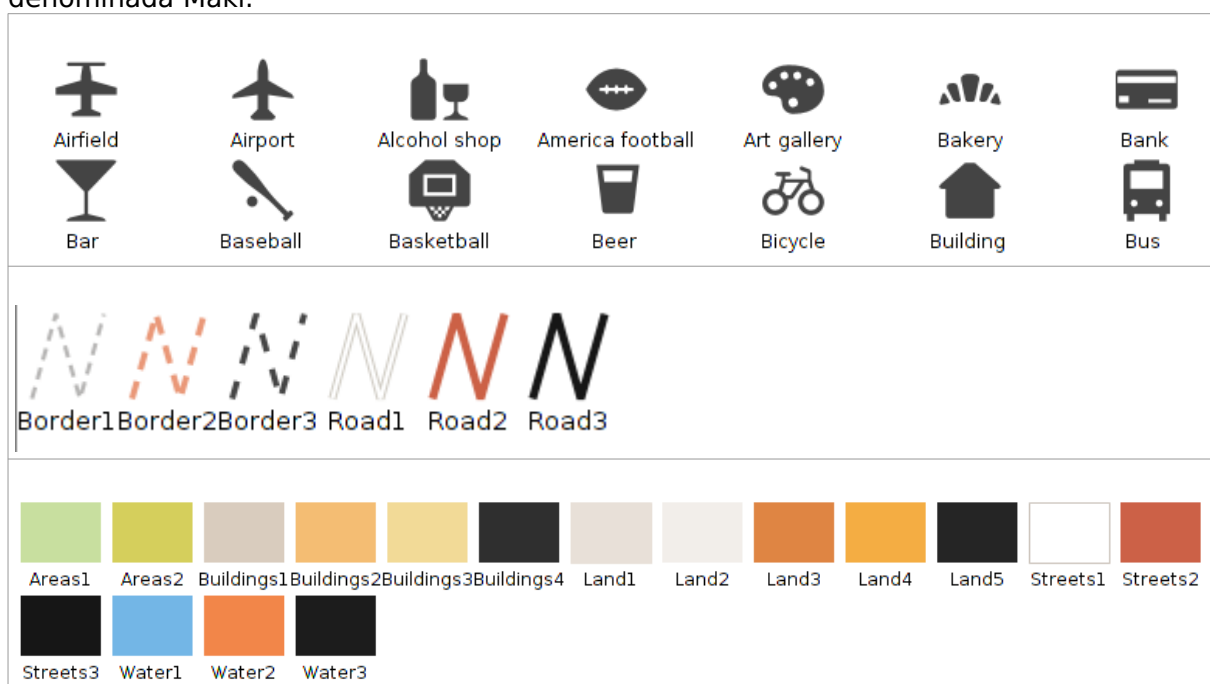 denominada Maki.
Airfield Airport Alcohol shop America football Art gallery Bakery Bank
Bar Baseball Basketball Beer Bicycle Building Bus
Border1 Border2 Border3 Road1 Road2 Road3
Areas1 Areas2 Buildings1 Buildings2 Buildings3 Buildings4 Land1 Land2 Land3 Land4 Land5 Streets1 Streets2
Streets3 Water1 Water2 Water3